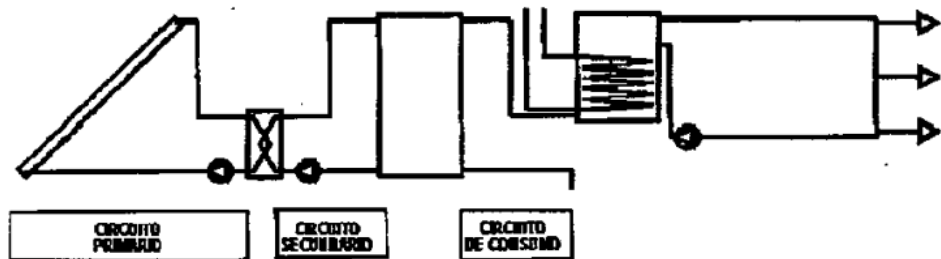 CIRCUITO
PRIMARIO
CIRCUITO
SECUNDARIO
CIRCUITO
DE CONSUMO